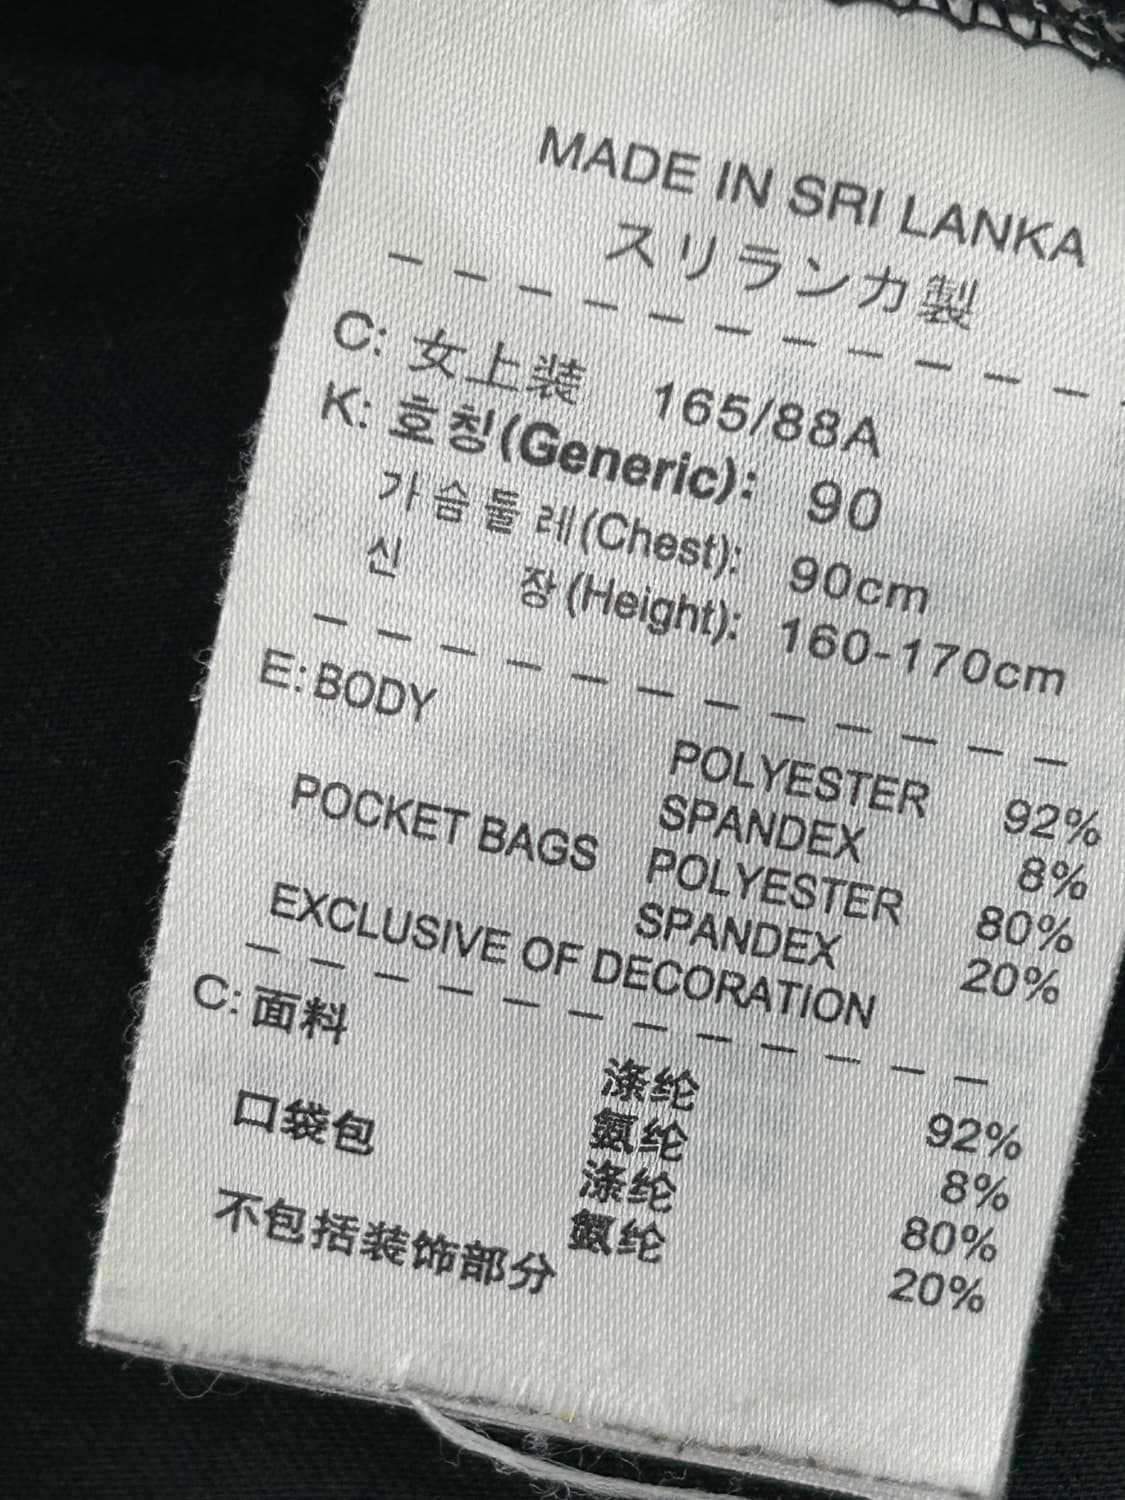 MADE IN SRI LANKA
スリランカ製
C: 女上装 165/88A
K: 호칭(Generic): 90
가슴둘레(Chest): 90cm
신 장(Height): 160-170cm
E: BODY POLYESTER 92%
SPANDEX 8%
POCKET BAGS POLYESTER 80%
SPANDEX 20%
EXCLUSIVE OF DECORATION
C: 面料 涤纶 92%
氨纶 8%
口袋包 涤纶 80%
氨纶 20%
不包括装饰部分